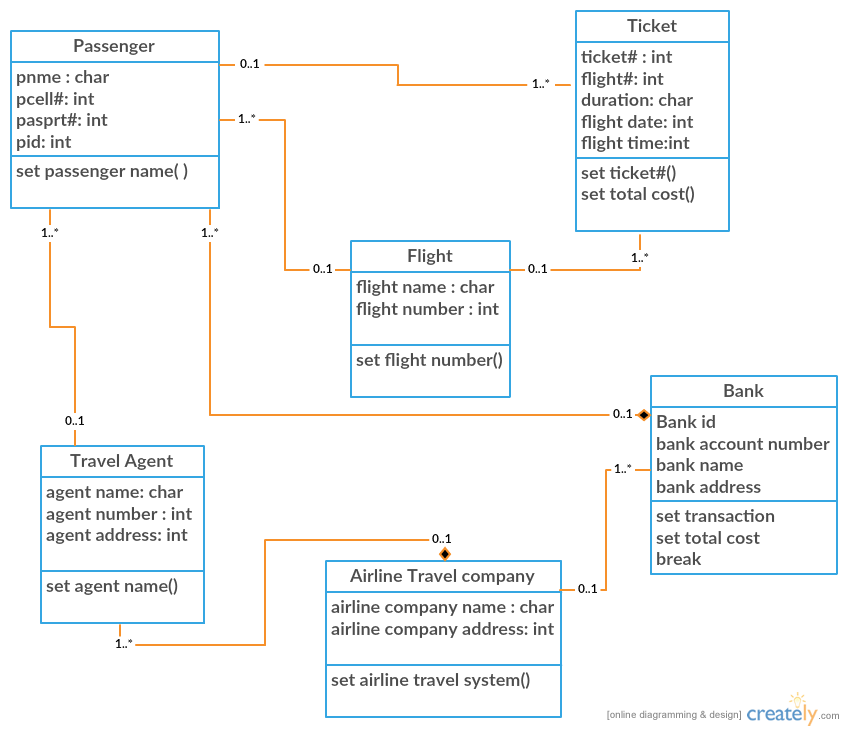 Passenger
pnme : char
pcell#: int
pasprt#: int
pid: int
set passenger name( )
Ticket
ticket# : int
flight#: int
duration: char
flight date: int
flight time:int
set ticket#()
set total cost()
0..1
1..*
1..*
0..1
Flight
flight name : char
flight number : int
set flight number()
0..1
1..*
1..*
1..*
0..1
0..1
Bank
Bank id
bank account number
bank name
bank address
set transaction
set total cost
break
Travel Agent
agent name: char
agent number : int
agent address: int
set agent name()
1..*
0..1
Airline Travel company
airline company name : char
airline company address: int
set airline travel system()
0..1
1..*
[online diagramming & design] creately.com